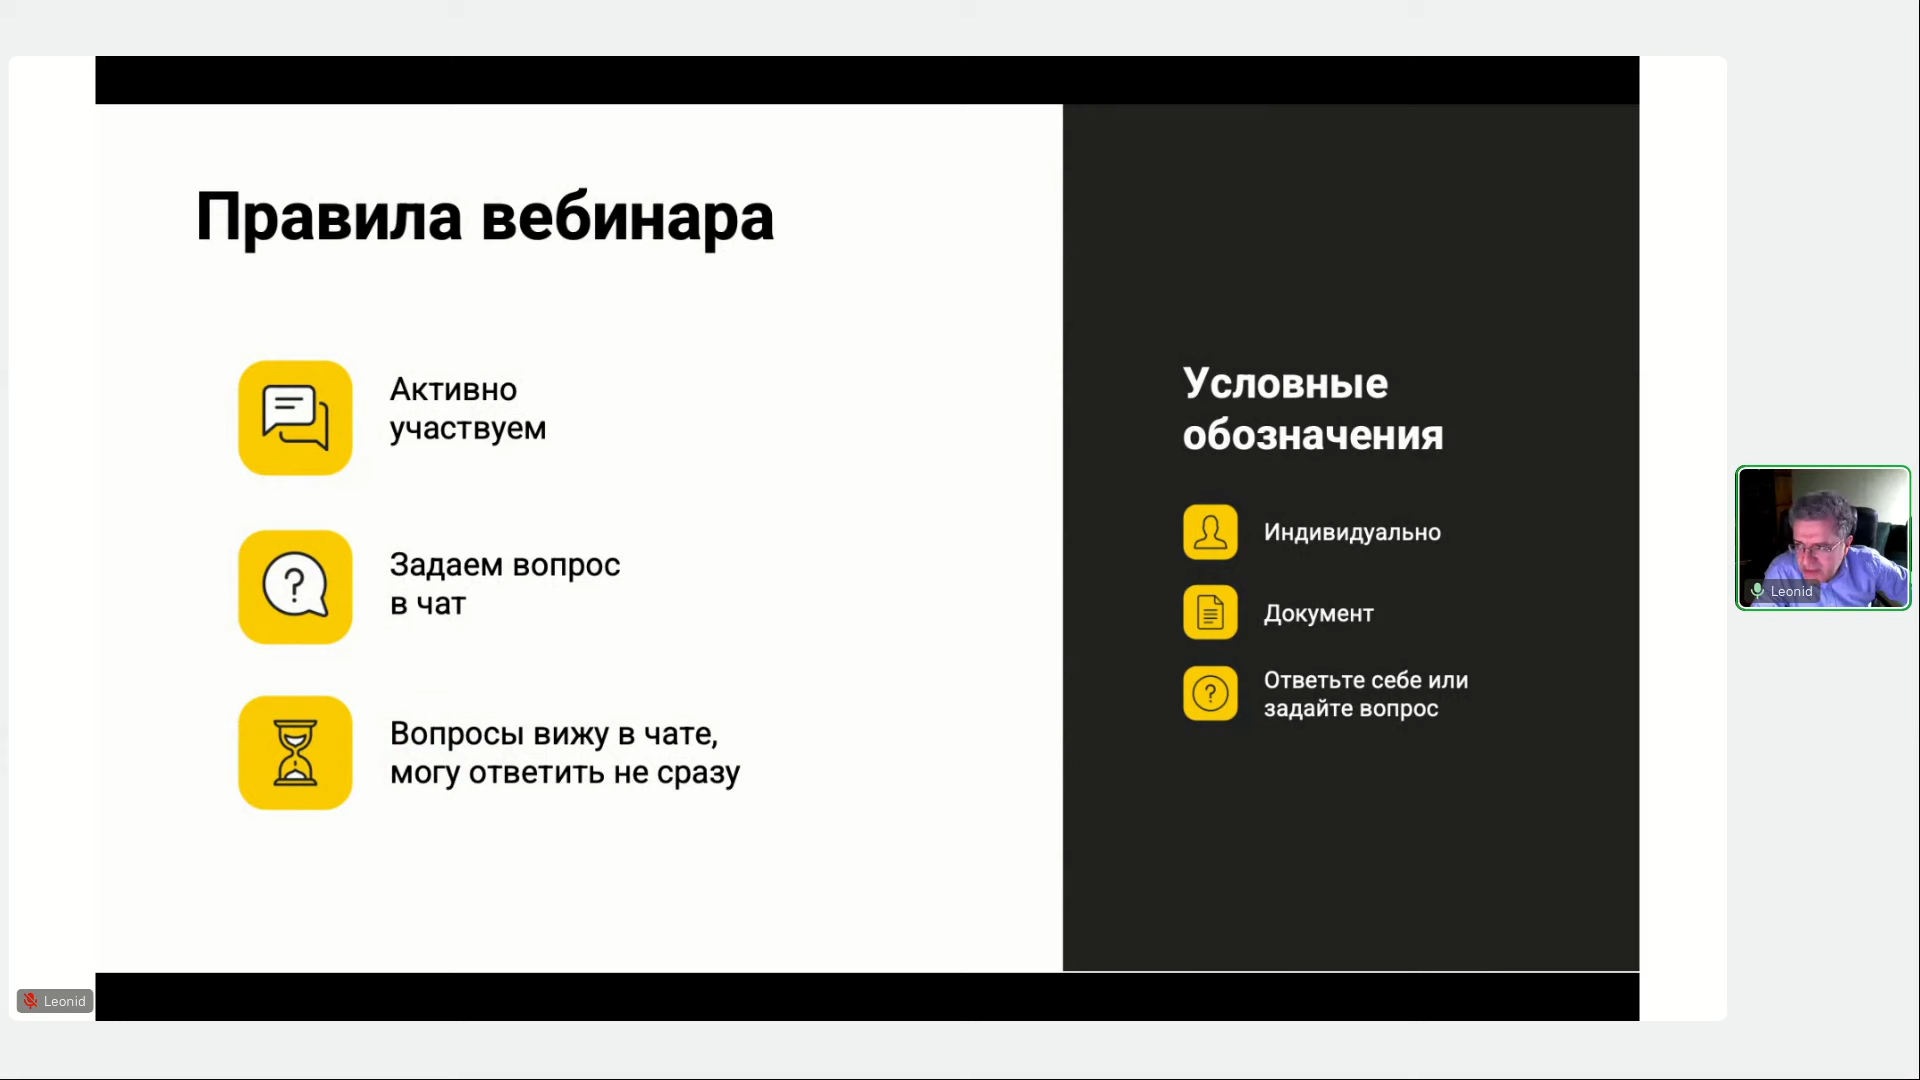 Правила вебинара
Активно
участвуем
Задаем вопрос
в чат
Вопросы вижу в чате,
могу ответить не сразу
Условные
обозначения
Индивидуально
Документ
Ответьте себе или
задайте вопрос
Leonid
Leonid